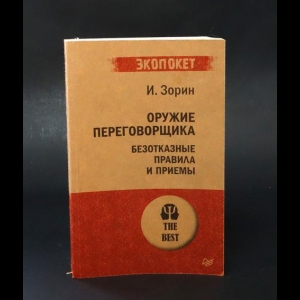 ЭКОПОКЕТ
И. Зорин
ОРУЖИЕ
ПЕРЕГОВОРЩИКА
БЕЗОТКАЗНЫЕ
ПРАВИЛА
И ПРИЕМЫ
THE
BEST